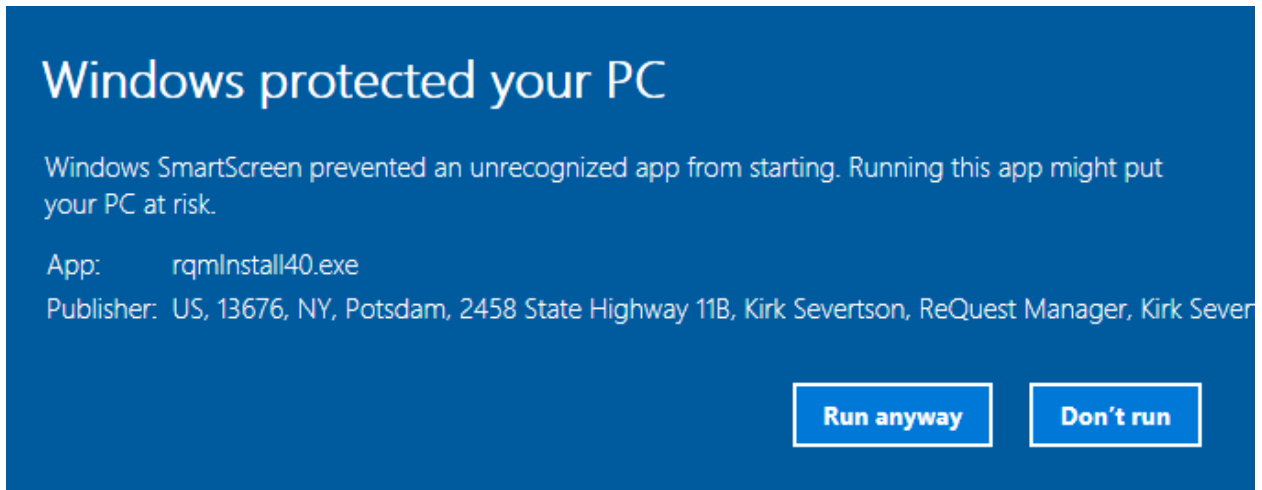 Windows protected your PC
Windows SmartScreen prevented an unrecognized app from starting. Running this app might put
your PC at risk.
App: rqmInstall40.exe
Publisher: US, 13676, NY, Potsdam, 2458 State Highway 11B, Kirk Severtson, ReQuest Manager, Kirk Sever
Run anyway Don't run